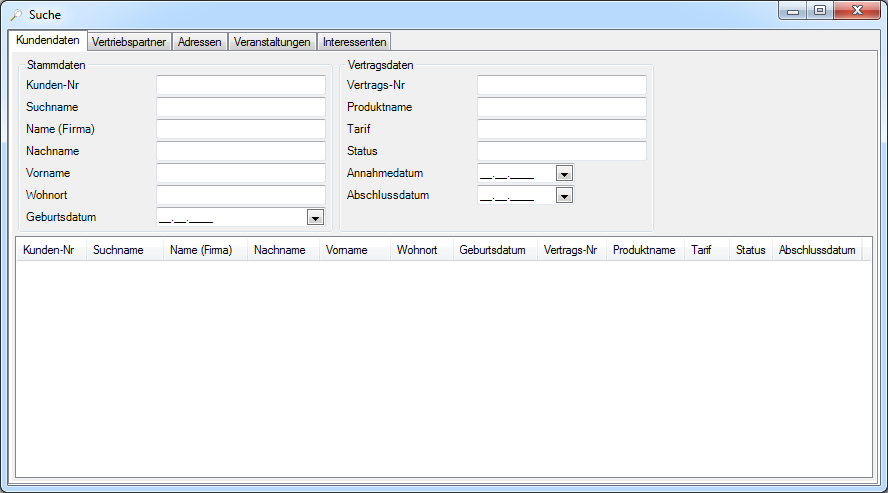 Suche
Kundendaten Vertriebspartner Adressen Veranstaltungen Interessenten
Stammdaten
Kunden-Nr
Suchname
Name (Firma)
Nachname
Vorname
Wohnort
Geburtsdatum __.__.____
Vertragsdaten
Vertrags-Nr
Produktname
Tarif
Status
Annahmedatum __.__.____
Abschlussdatum __.__.____
Kunden-Nr Suchname Name (Firma) Nachname Vorname Wohnort Geburtsdatum Vertrags-Nr Produktname Tarif Status Abschlussdatum